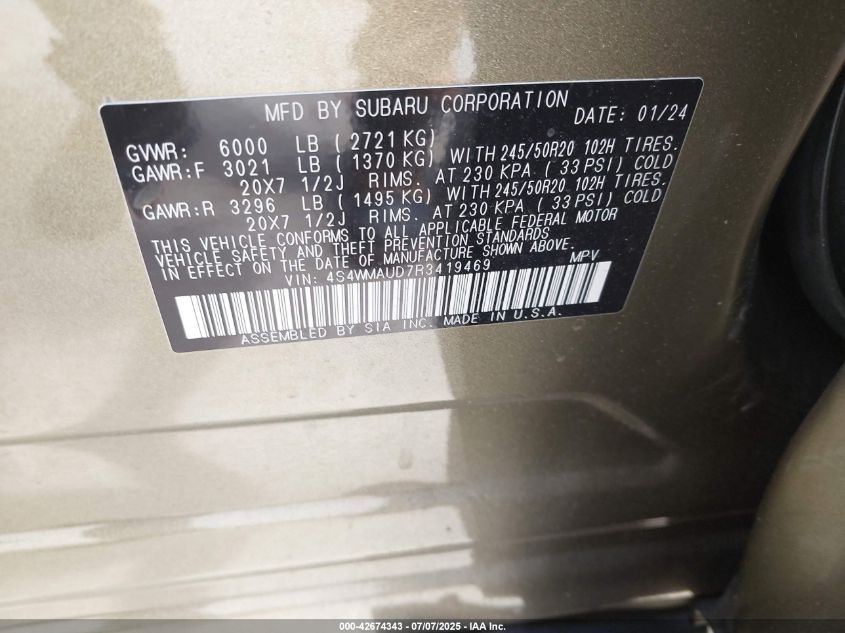 MFD BY SUBARU CORPORATION DATE: 01/24
GVWR: 6000 LB ( 2721 KG)
GAWR:F 3021 LB ( 1370 KG) WITH 245/50R20 102H TIRES.
20X7 1/2J RIMS. AT 230 KPA ( 33 PSI) COLD
GAWR:R 3296 LB ( 1495 KG) WITH 245/50R20 102H TIRES.
20X7 1/2J RIMS. AT 230 KPA ( 33 PSI) COLD
THIS VEHICLE CONFORMS TO ALL APPLICABLE FEDERAL MOTOR
VEHICLE SAFETY AND THEFT PREVENTION STANDARDS
IN EFFECT ON THE DATE OF MANUFACTURE SHOWN ABOVE.
VIN: 4S4WMAUD7R3419469 MPV
ASSEMBLED BY SIA INC. MADE IN U.S.A.
000-42674343 - 07/07/2025 - IAA Inc.